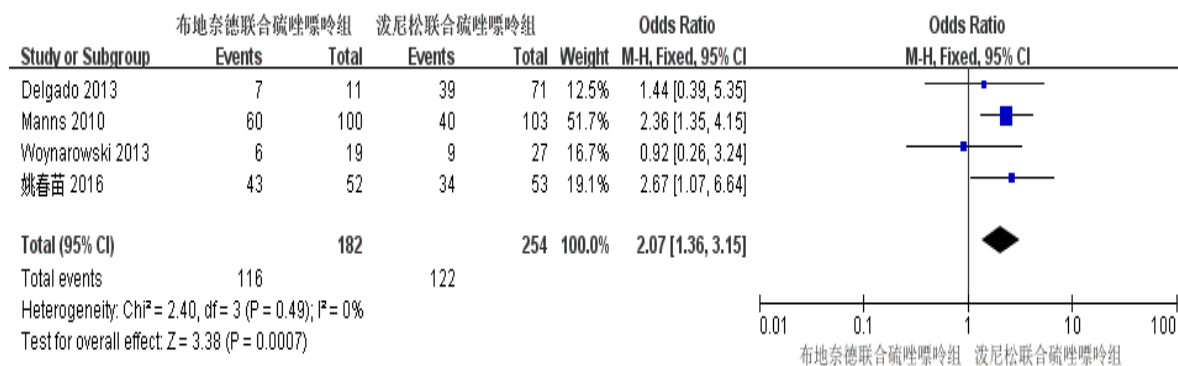 布地奈德联合硫唑嘌呤组 泼尼松联合硫唑嘌呤组 Odds Ratio Odds Ratio
Study or Subgroup Events Total Events Total Weight M-H, Fixed, 95% CI M-H, Fixed, 95% CI
Delgado 2013 7 11 39 71 12.5% 1.44 [0.39, 5.35]
Manns 2010 60 100 40 103 51.7% 2.36 [1.35, 4.15]
Woynarowski 2013 6 19 9 27 16.7% 0.92 [0.26, 3.24]
姚春苗 2016 43 52 34 53 19.1% 2.67 [1.07, 6.64]
Total (95% CI) 182 254 100.0% 2.07 [1.36, 3.15]
Total events 116 122
Heterogeneity: Chi² = 2.40, df = 3 (P = 0.49); I² = 0%
Test for overall effect: Z = 3.38 (P = 0.0007)
0.01 0.1 1 10 100
布地奈德联合硫唑嘌呤组 泼尼松联合硫唑嘌呤组